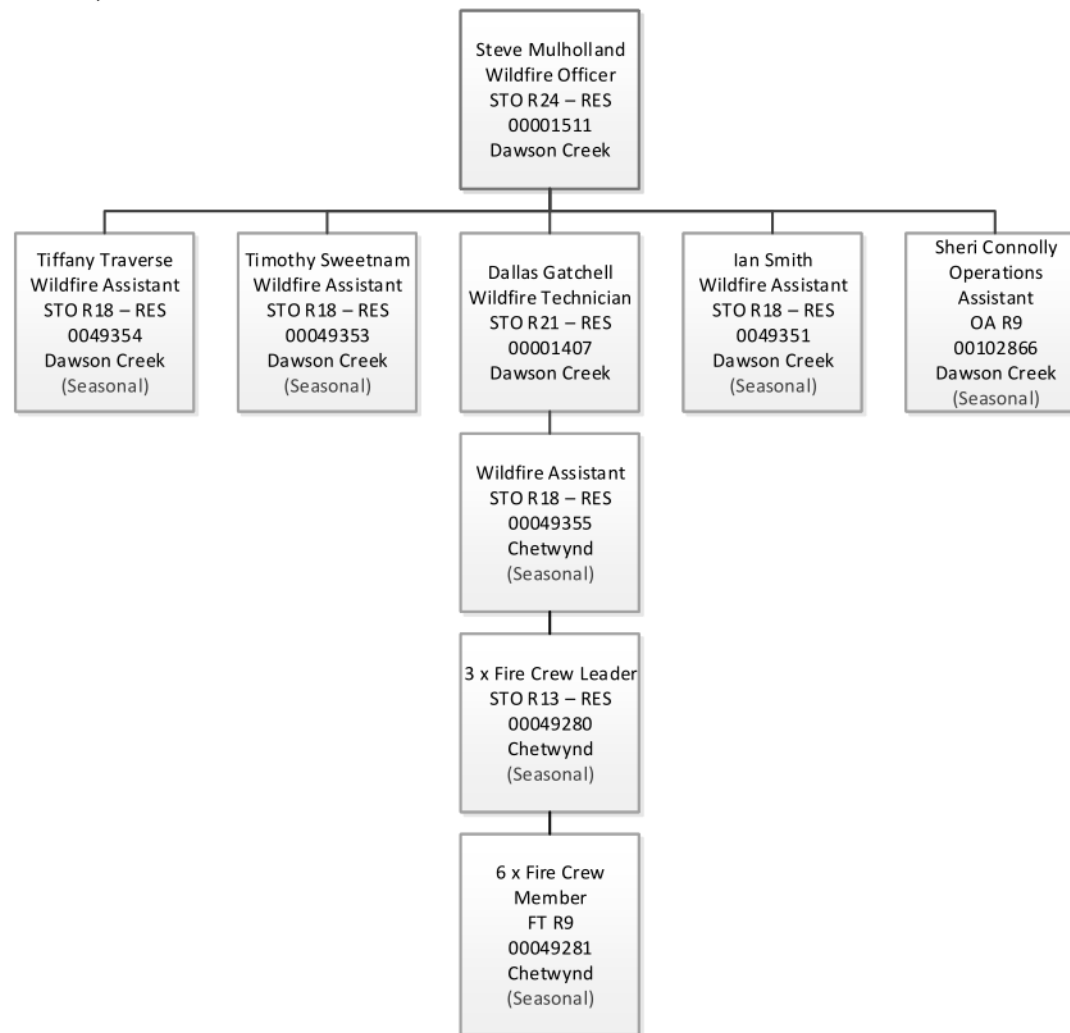 Steve Mulholland
Wildfire Officer
STO R24 – RES
00001511
Dawson Creek
Tiffany Traverse
Wildfire Assistant
STO R18 – RES
0049354
Dawson Creek
(Seasonal)
Timothy Sweetnam
Wildfire Assistant
STO R18 – RES
00049353
Dawson Creek
(Seasonal)
Dallas Gatchell
Wildfire Technician
STO R21 – RES
00001407
Dawson Creek
Ian Smith
Wildfire Assistant
STO R18 – RES
0049351
Dawson Creek
(Seasonal)
Sheri Connolly
Operations
Assistant
OA R9
00102866
Dawson Creek
(Seasonal)
Wildfire Assistant
STO R18 – RES
00049355
Chetwynd
(Seasonal)
3 x Fire Crew Leader
STO R13 – RES
00049280
Chetwynd
(Seasonal)
6 x Fire Crew
Member
FT R9
00049281
Chetwynd
(Seasonal)